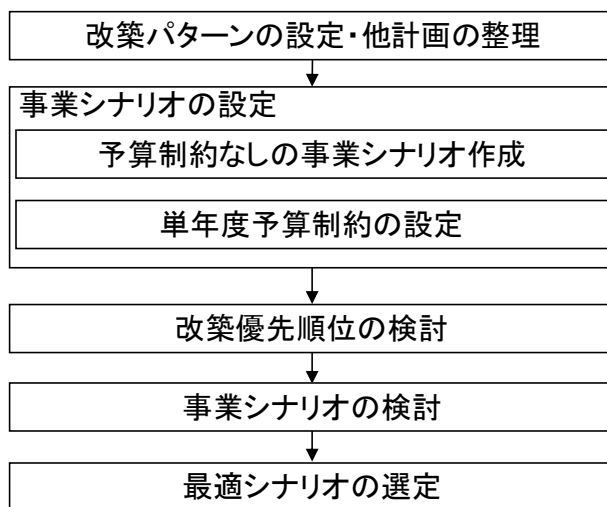 改築パターンの設定・他計画の整理
事業シナリオの設定
予算制約なしの事業シナリオ作成
単年度予算制約の設定
改築優先順位の検討
事業シナリオの検討
最適シナリオの選定